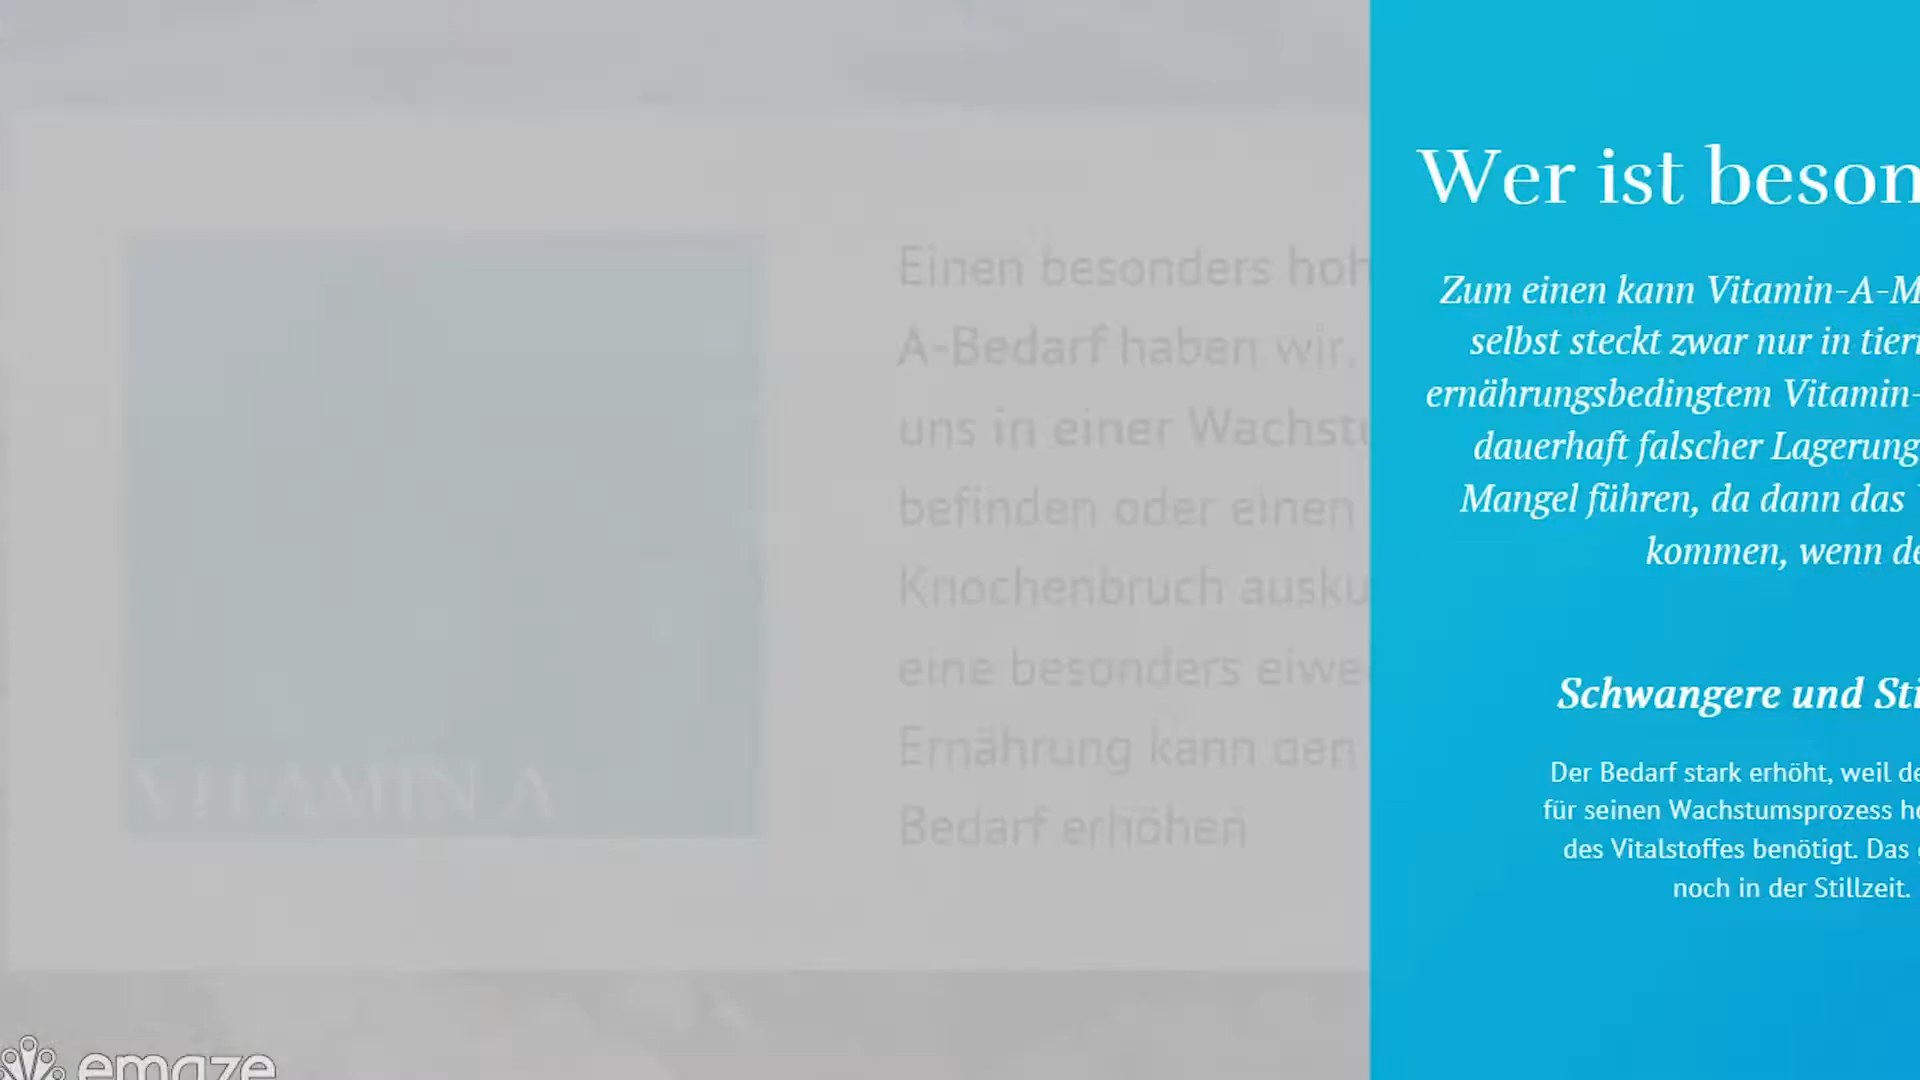 Einen besonders hoh
A-Bedarf haben wir,
uns in einer Wachstu
befinden oder einen
Knochenbruch ausku
eine besonders eiwe
Ernährung kann den
Bedarf erhöhen
VITAMIN A
emaze
Wer ist beson
Zum einen kann Vitamin-A-M
selbst steckt zwar nur in tier
ernährungsbedingtem Vitamin-
dauerhaft falscher Lagerung
Mangel führen, da dann das
kommen, wenn de
Schwangere und Sti
Der Bedarf stark erhöht, weil de
für seinen Wachstumsprozess ho
des Vitalstoffes benötigt. Das g
noch in der Stillzeit.